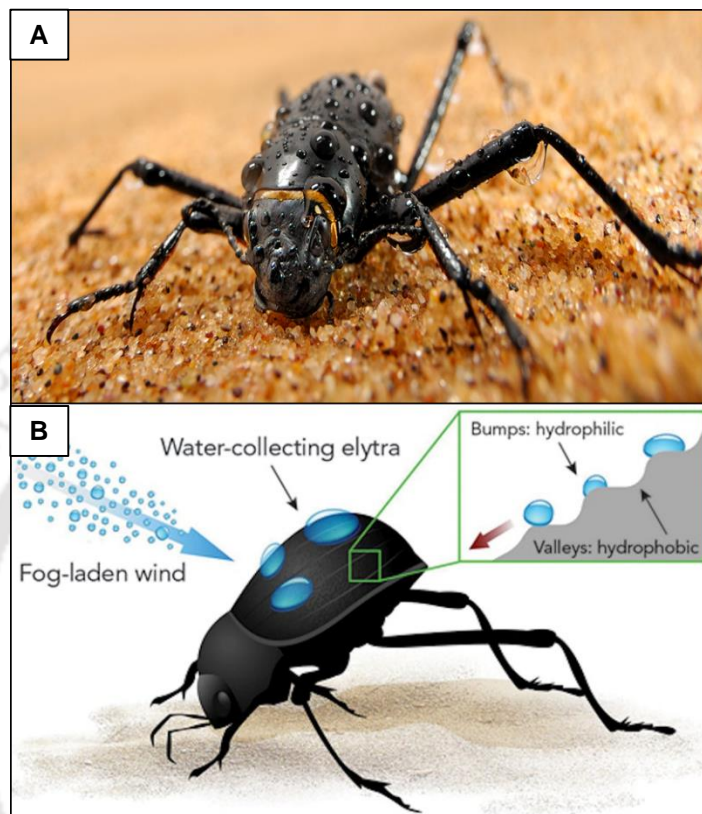 A
B
Water-collecting elytra
Fog-laden wind
Bumps: hydrophilic
Valleys: hydrophobic